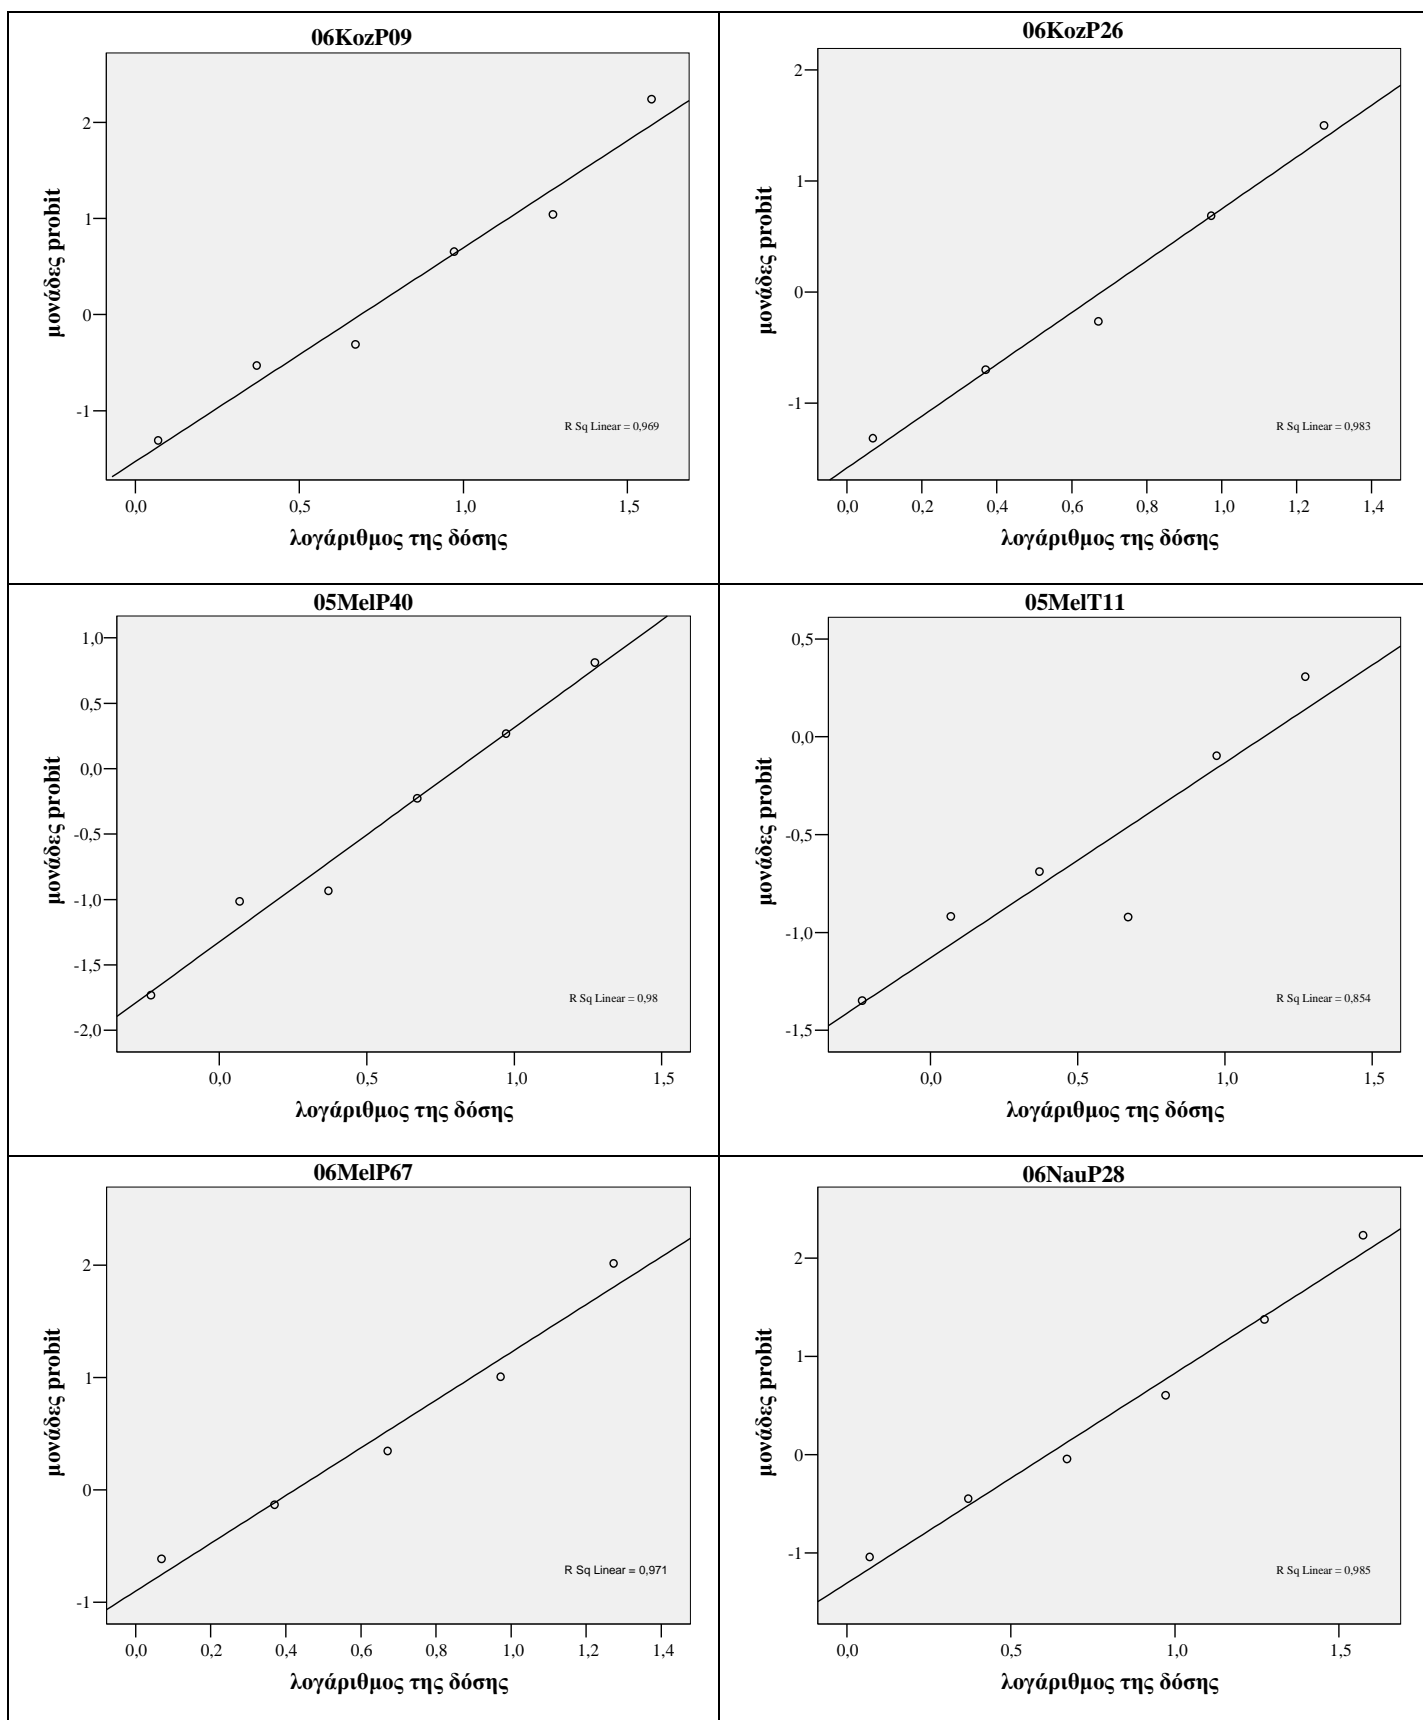 06KozP09
2
1
0
-1
μονάδες probit
R Sq Linear = 0,969
0,0 0,5 1,0 1,5
λογάριθμος της δόσης
06KozP26
2
1
0
-1
μονάδες probit
R Sq Linear = 0,983
0,0 0,2 0,4 0,6 0,8 1,0 1,2 1,4
λογάριθμος της δόσης
05MelP40
1,0
0,5
0,0
-0,5
-1,0
-1,5
-2,0
μονάδες probit
R Sq Linear = 0,98
0,0 0,5 1,0 1,5
λογάριθμος της δόσης
05MelT11
0,5
0,0
-0,5
-1,0
-1,5
μονάδες probit
R Sq Linear = 0,854
0,0 0,5 1,0 1,5
λογάριθμος της δόσης
06MelP67
2
1
0
-1
μονάδες probit
R Sq Linear = 0,971
0,0 0,2 0,4 0,6 0,8 1,0 1,2 1,4
λογάριθμος της δόσης
06NauP28
2
1
0
-1
μονάδες probit
R Sq Linear = 0,985
0,0 0,5 1,0 1,5
λογάριθμος της δόσης